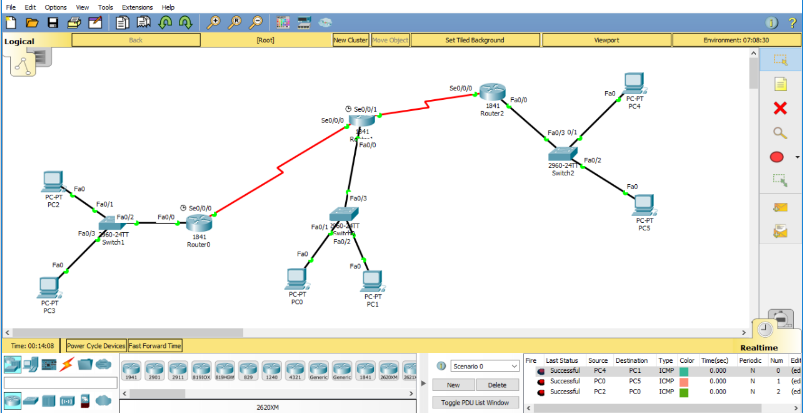 File Edit Options View Tools Extensions Help
Logical Back [Root] New Cluster Move Object Set Tiled Background Viewport Environment: 07:08:30
Se0/0/0
1841
Router2
Fa0/0
Fa0
PC-PT
PC4
Se0/0/1
Se0/0/0
1841
Fa0/0
Fa0/3 0/1
2960-24TT
Switch2
Fa0/2
Fa0
PC-PT
PC5
PC-PT
PC2
Fa0
Fa0/1
Fa0/2
Fa0/3
2960-24TT
Switch1
Fa0/0
Se0/0/0
1841
Router0
Fa0
PC-PT
PC3
Fa0/3
Fa0/1
Fa0/2
Fa0
PC-PT
PC0
Fa0
PC-PT
PC1
Time: 00:14:08 Power Cycle Devices Fast Forward Time Realtime
1941 2901 2911 819IOX 819HGW 829 1240 4321 Generic Generic 1841 2620XM
2620XM
Scenario 0
New Delete
Toggle PDU List Window
Fire Last Status Source Destination Type Color Time(sec) Periodic Num Edit
Successful PC4 PC1 ICMP 0.000 N 0 (ed
Successful PC0 PC5 ICMP 0.000 N 1 (ed
Successful PC2 PC0 ICMP 0.000 N 2 (ed